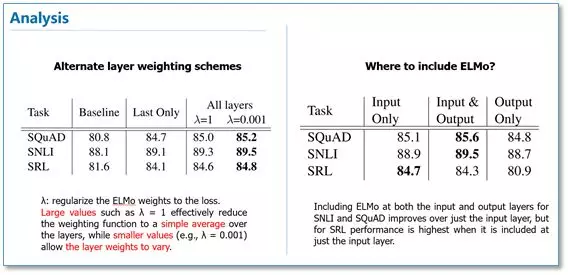 Analysis
Alternate layer weighting schemes
Task Baseline Last Only All layers
λ=1 λ=0.001
SQuAD 80.8 84.7 85.0 85.2
SNLI 88.1 89.1 89.3 89.5
SRL 81.6 84.1 84.6 84.8
λ: regularize the ELMo weights to the loss.
Large values such as λ = 1 effectively reduce
the weighting function to a simple average over
the layers, while smaller values (e.g., λ = 0.001)
allow the layer weights to vary.
Where to include ELMo?
Task Input Input & Output
Only Output Only
SQuAD 85.1 85.6 84.8
SNLI 88.9 89.5 88.7
SRL 84.7 84.3 80.9
Including ELMo at both the input and output layers for
SNLI and SQuAD improves over just the input layer, but
for SRL performance is highest when it is included at
just the input layer.